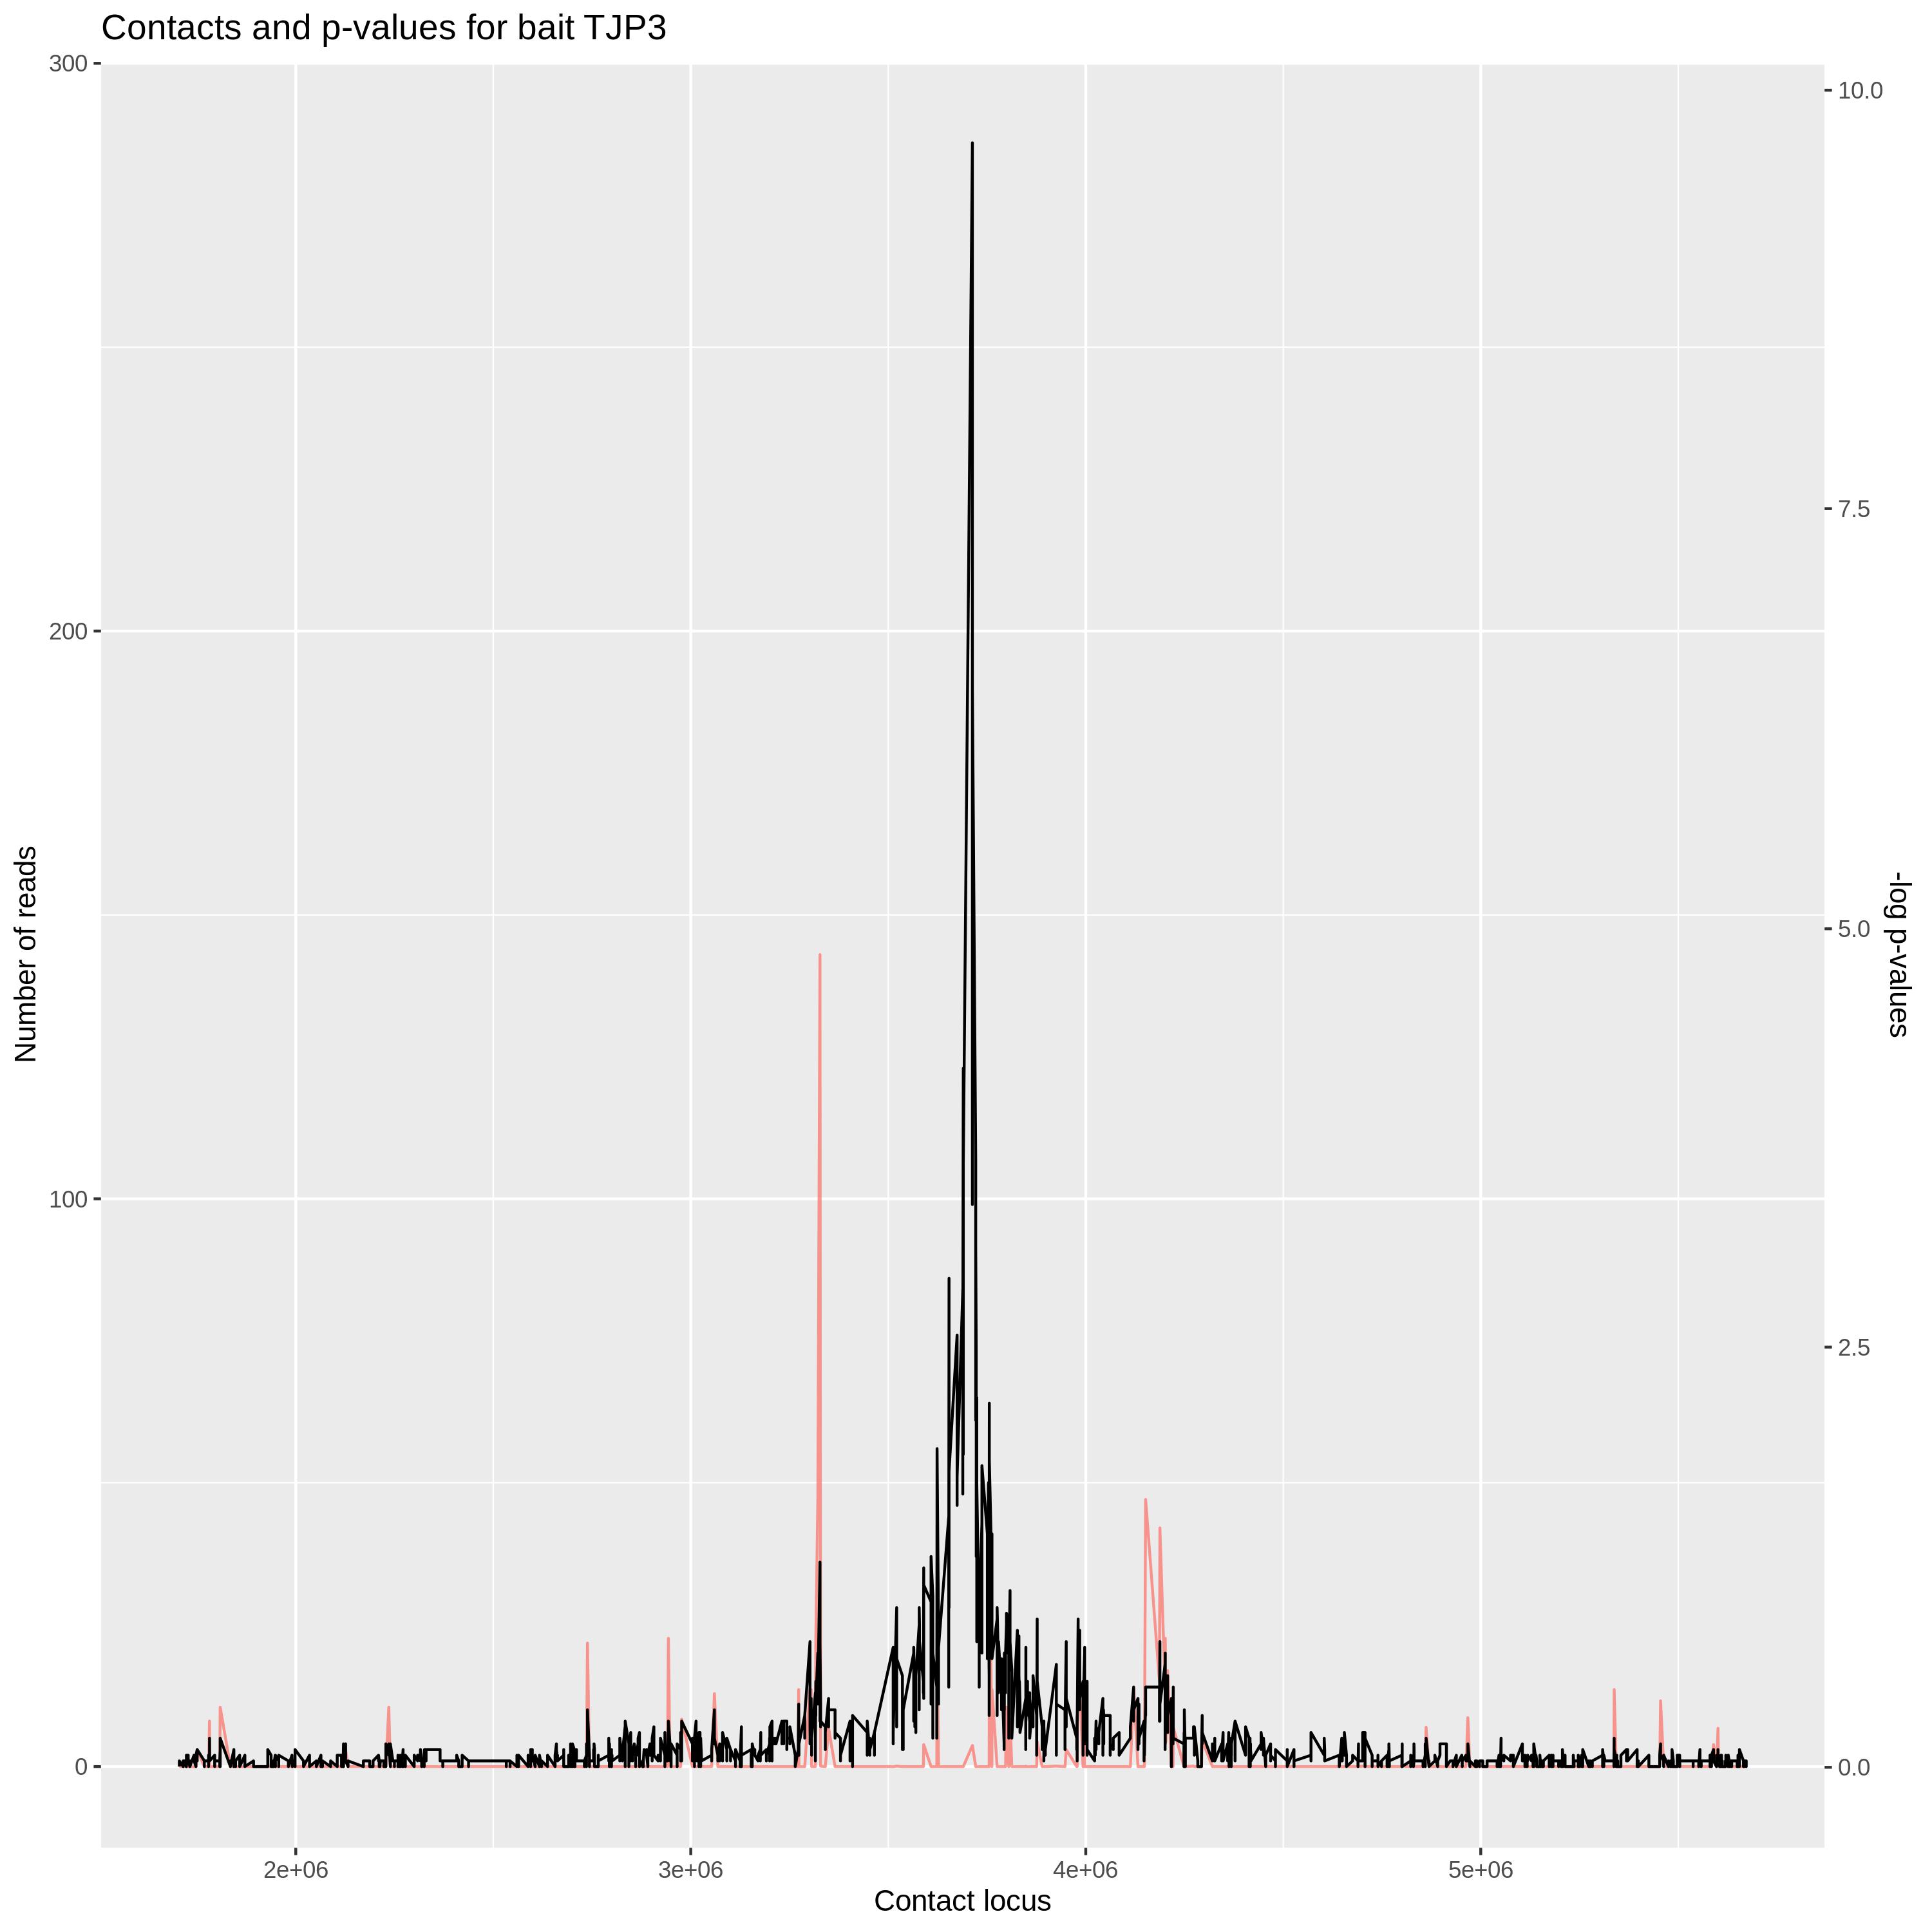 Contacts and p-values for bait TJP3
300
200
100
0
10.0
7.5
5.0
2.5
0.0
Number of reads
-log p-values
2e+06
3e+06
4e+06
5e+06
Contact locus